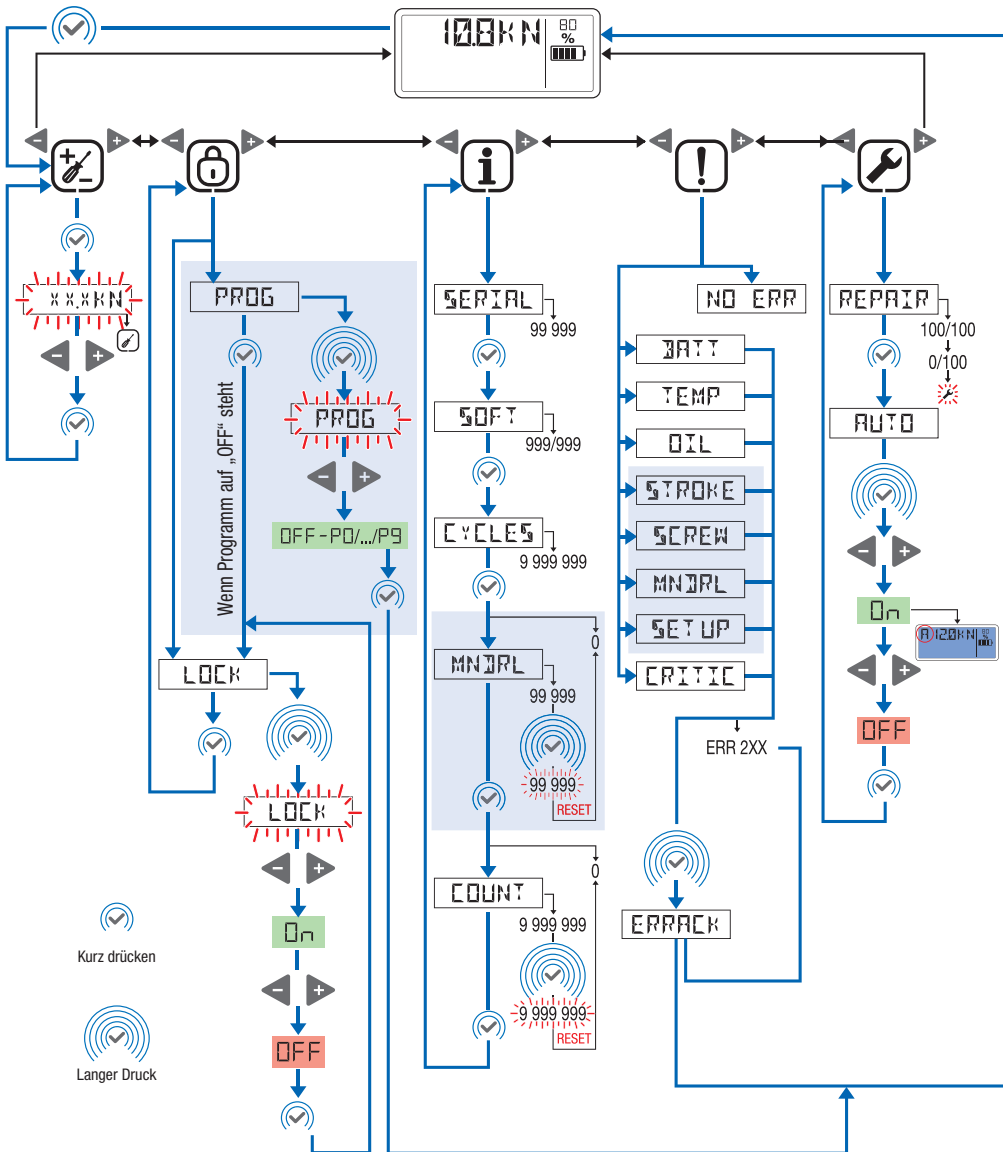 10.8KN
80
%
XX.XKN
PROG
PROG
Wenn Programm auf „OFF“ steht
OFF-P0/.../P9
LOCK
LOCK
On
OFF
Kurz drücken
Langer Druck
SERIAL
99 999
SOFT
999/999
CYCLES
9 999 999
MNDRL
0
99 999
99 999
RESET
COUNT
0
9 999 999
9 999 999
RESET
NO ERR
BATT
TEMP
OIL
STROKE
SCREW
MNDRL
SETUP
CRITIC
ERR 2XX
ERRACK
REPAIR
100/100
0/100
AUTO
On
A 12.0KN
80
%
OFF